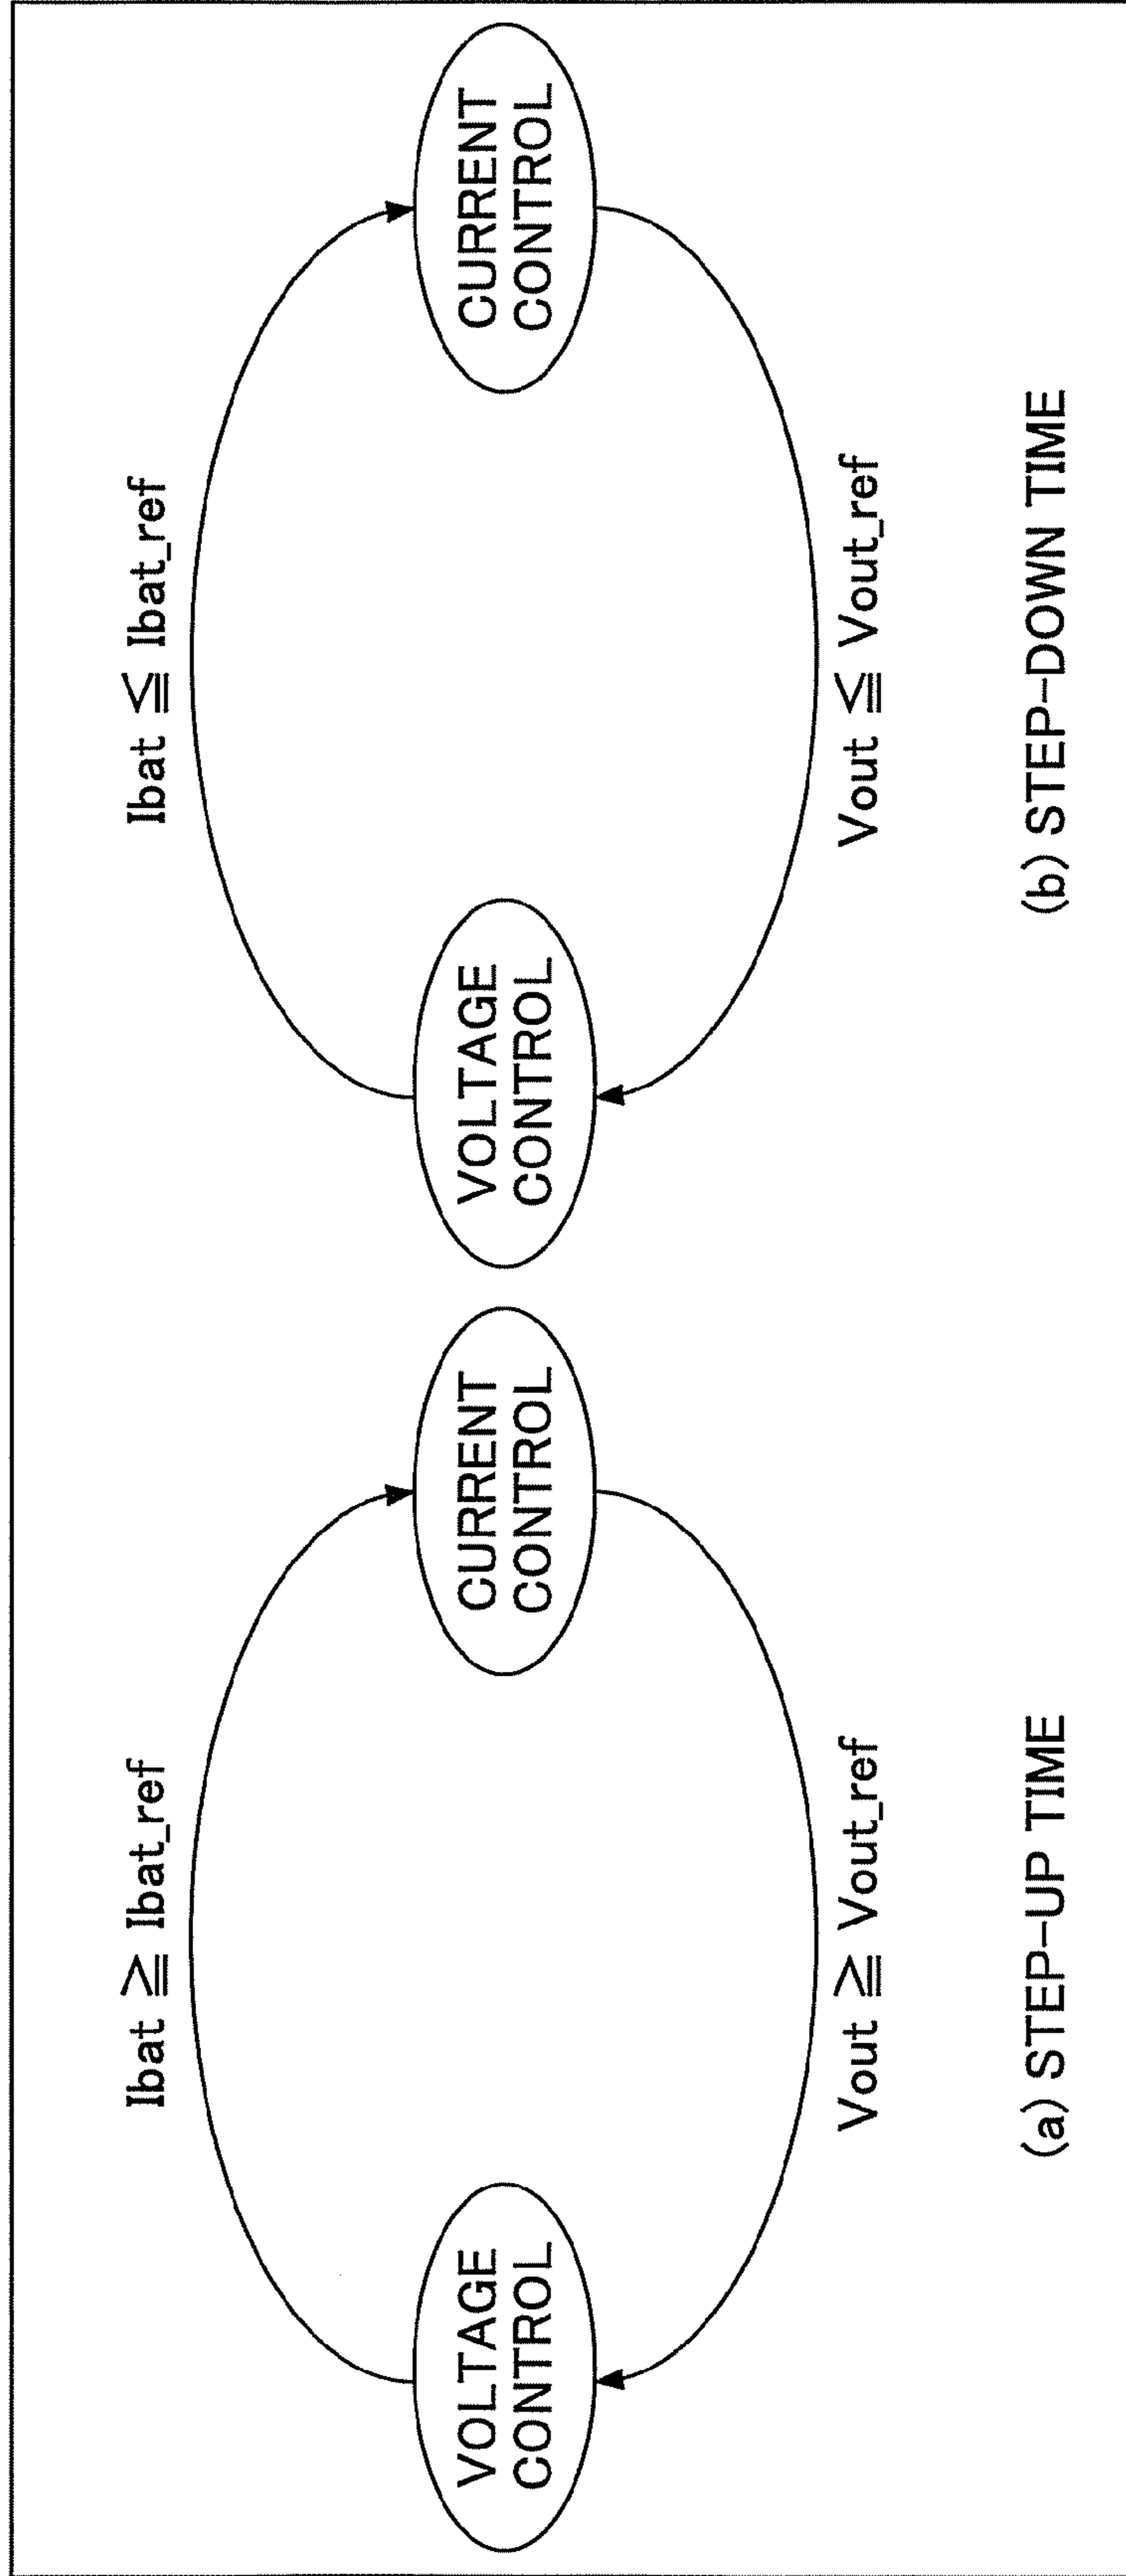 Ibat ≧ Ibat_ref
VOLTAGE
CONTROL
CURRENT
CONTROL
Vout ≧ Vout_ref
(a) STEP-UP TIME
Ibat ≦ Ibat_ref
VOLTAGE
CONTROL
CURRENT
CONTROL
Vout ≦ Vout_ref
(b) STEP-DOWN TIME